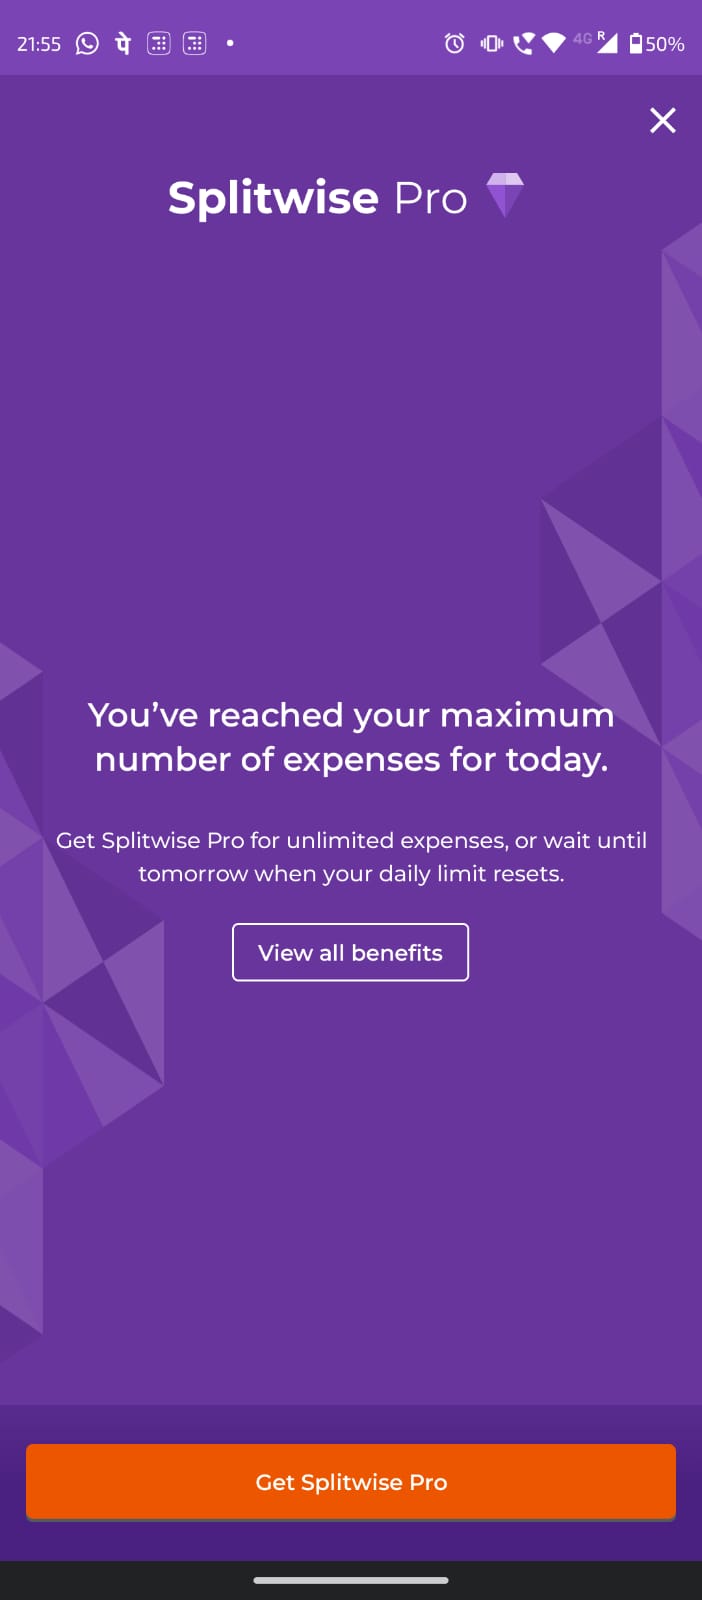 21:55 पे 4G R 50%
Splitwise Pro
You’ve reached your maximum
number of expenses for today.
Get Splitwise Pro for unlimited expenses, or wait until
tomorrow when your daily limit resets.
View all benefits
Get Splitwise Pro